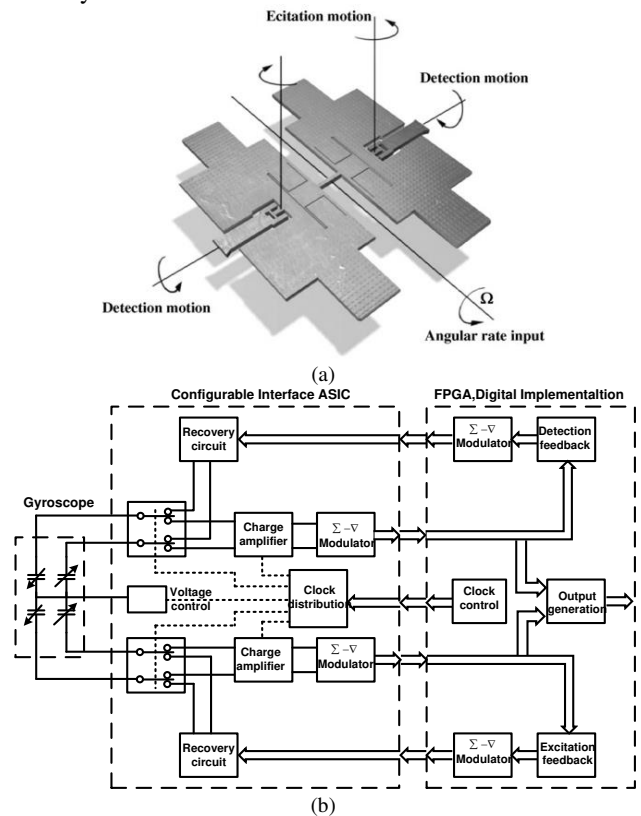 Ecitation motion
Detection motion
Detection motion
Ω
Angular rate input
(a)
Configurable Interface ASIC
FPGA,Digital Implementaltion
Recovery
circuit
Σ -∇
Modulator
Detection
feedback
Gyroscope
Charge
amplifier
Σ -∇
Modulator
Voltage
control
Clock
distribution
Clock
control
Output
generation
Charge
amplifier
Σ -∇
Modulator
Recovery
circuit
Σ -∇
Modulator
Excitation
feedback
(b)